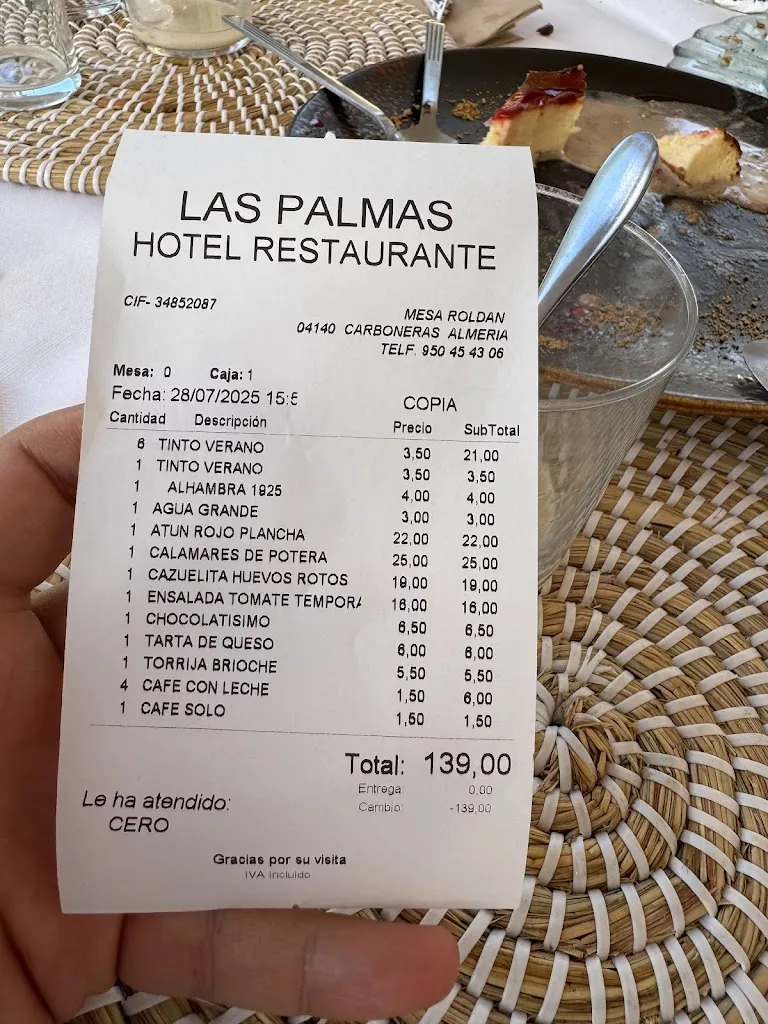 LAS PALMAS
HOTEL RESTAURANTE
CIF- 34852087
MESA ROLDAN
04140 CARBONERAS ALMERIA
TELF. 950 45 43 06
Mesa: 0 Caja: 1
Fecha: 28/07/2025 15:5
COPIA
Cantidad Descripción Precio SubTotal
6 TINTO VERANO 3,50 21,00
1 TINTO VERANO 3,50 3,50
1 ALHAMBRA 1925 4,00 4,00
1 AGUA GRANDE 3,00 3,00
1 ATUN ROJO PLANCHA 22,00 22,00
1 CALAMARES DE POTERA 25,00 25,00
1 CAZUELITA HUEVOS ROTOS 19,00 19,00
1 ENSALADA TOMATE TEMPORA 16,00 16,00
1 CHOCOLATISIMO 6,50 6,50
1 TARTA DE QUESO 6,00 6,00
1 TORRIJA BRIOCHE 5,50 5,50
4 CAFE CON LECHE 1,50 6,00
1 CAFE SOLO 1,50 1,50
Total: 139,00
Entrega: 0,00
Cambio: -139,00
Le ha atendido:
CERO
Gracias por su visita
IVA Incluido